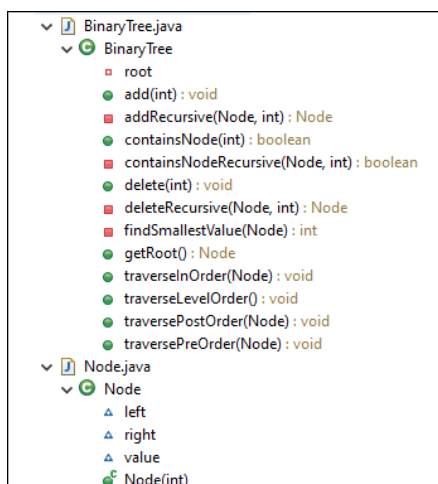 BinaryTree.java
BinaryTree
root
add(int) : void
addRecursive(Node, int) : Node
containsNode(int) : boolean
containsNodeRecursive(Node, int) : boolean
delete(int) : void
deleteRecursive(Node, int) : Node
findSmallestValue(Node) : int
getRoot() : Node
traverseInOrder(Node) : void
traverseLevelOrder() : void
traversePostOrder(Node) : void
traversePreOrder(Node) : void
Node.java
Node
left
right
value
Node(int)